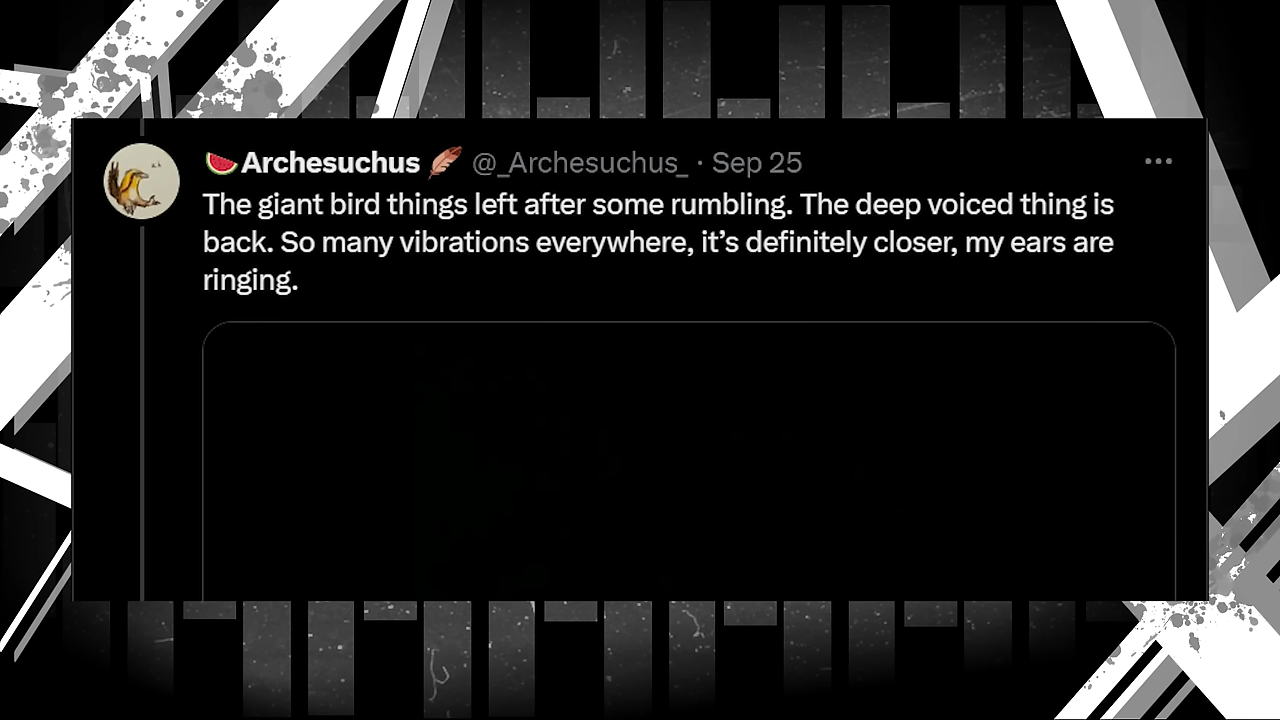 🍉Archesuchus 🪶 @_Archesuchus_ · Sep 25
The giant bird things left after some rumbling. The deep voiced thing is
back. So many vibrations everywhere, it’s definitely closer, my ears are
ringing.